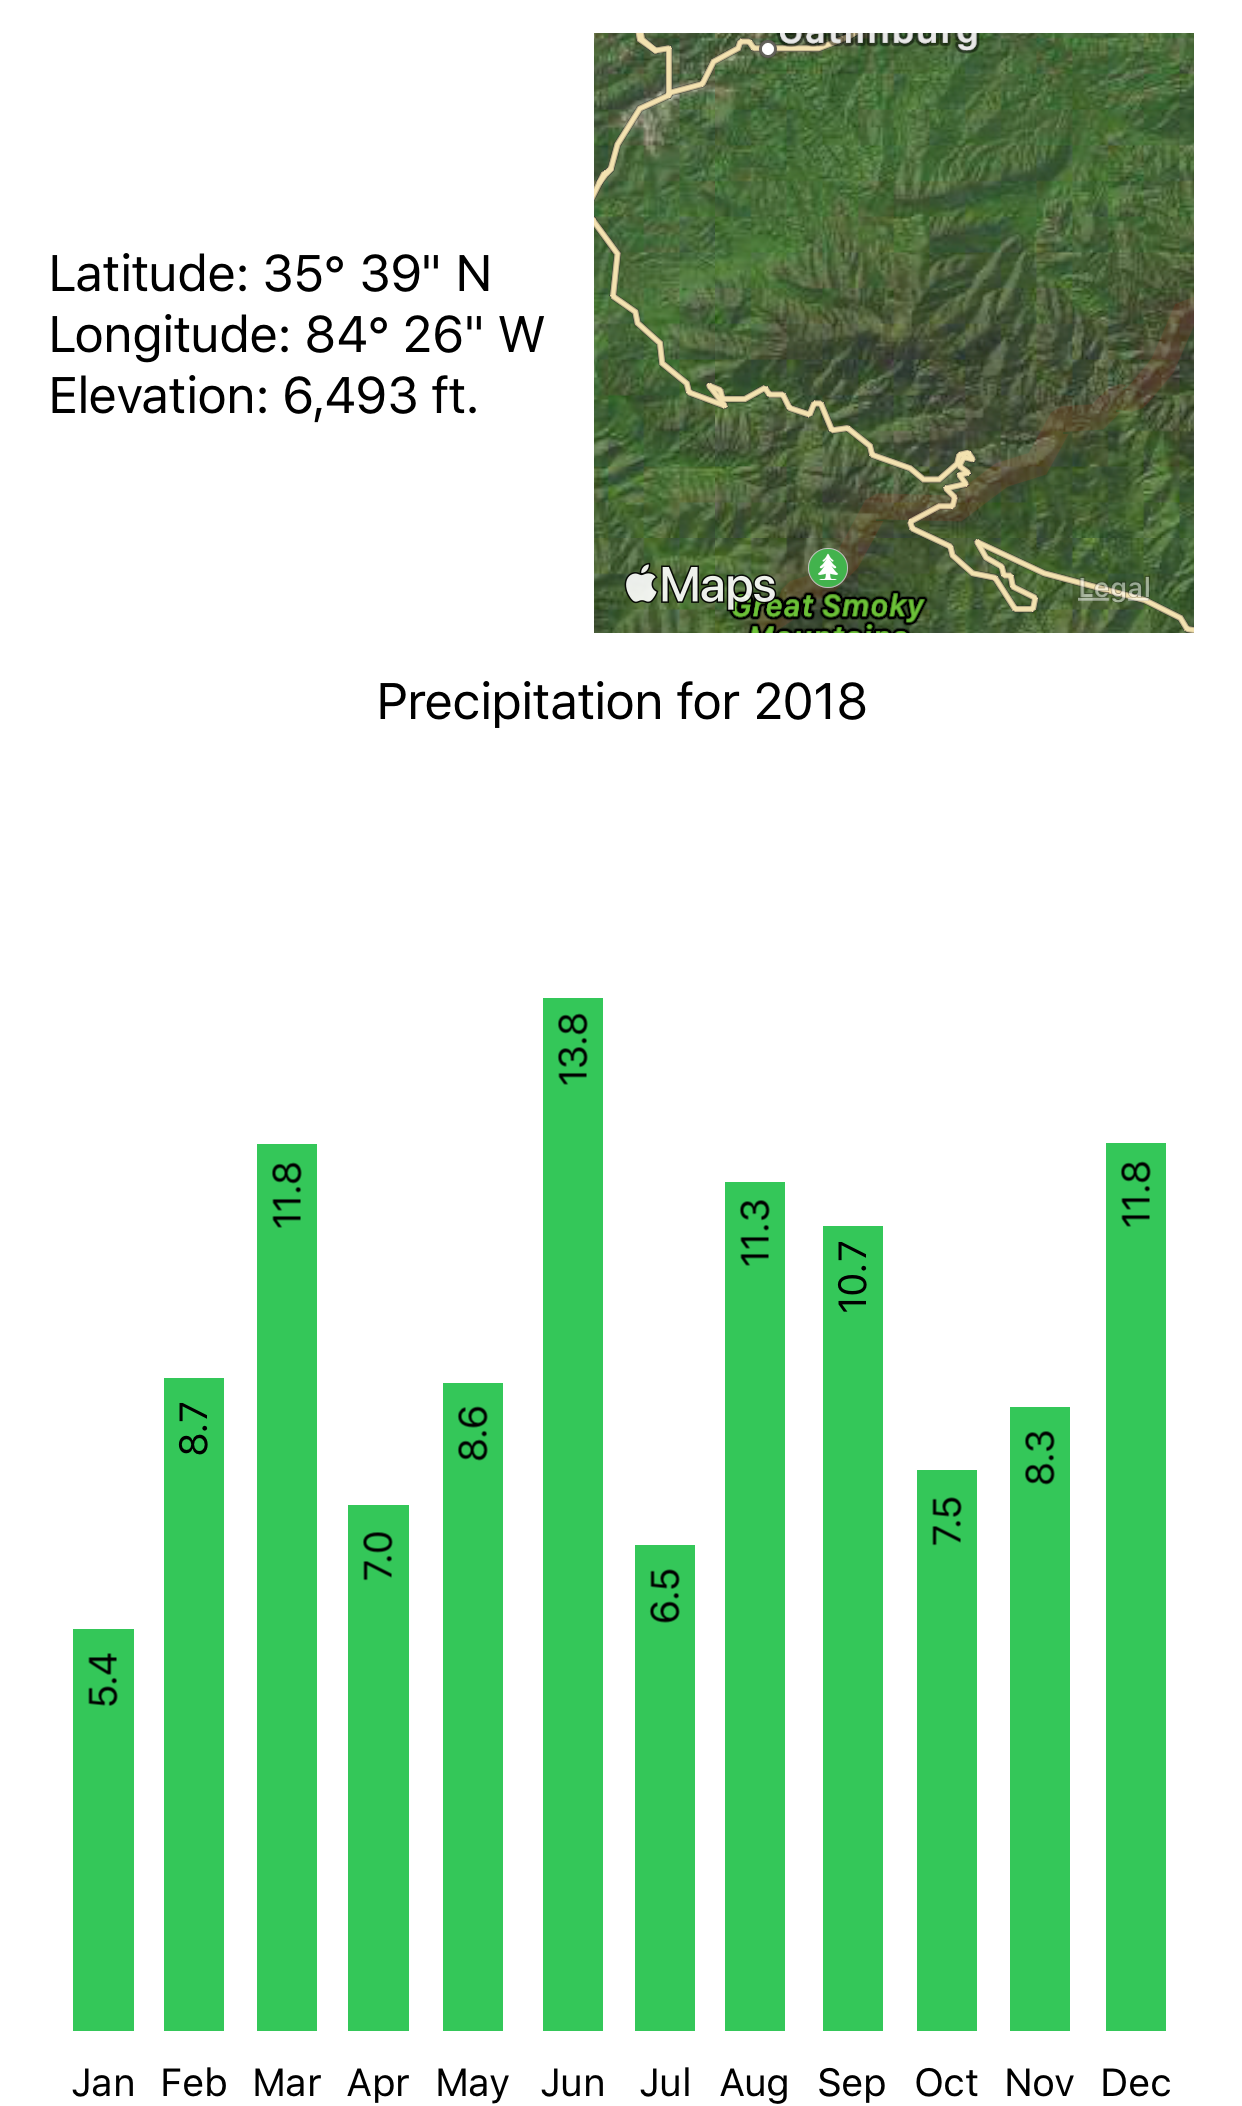 Gatlinburg
Latitude: 35° 39" N
Longitude: 84° 26" W
Elevation: 6,493 ft.
Maps
Legal
Great Smoky
Mountains
Precipitation for 2018
13.8
11.8
11.8
11.3
10.7
8.7
8.6
8.3
7.5
7.0
6.5
5.4
Jan Feb Mar Apr May Jun Jul Aug Sep Oct Nov Dec